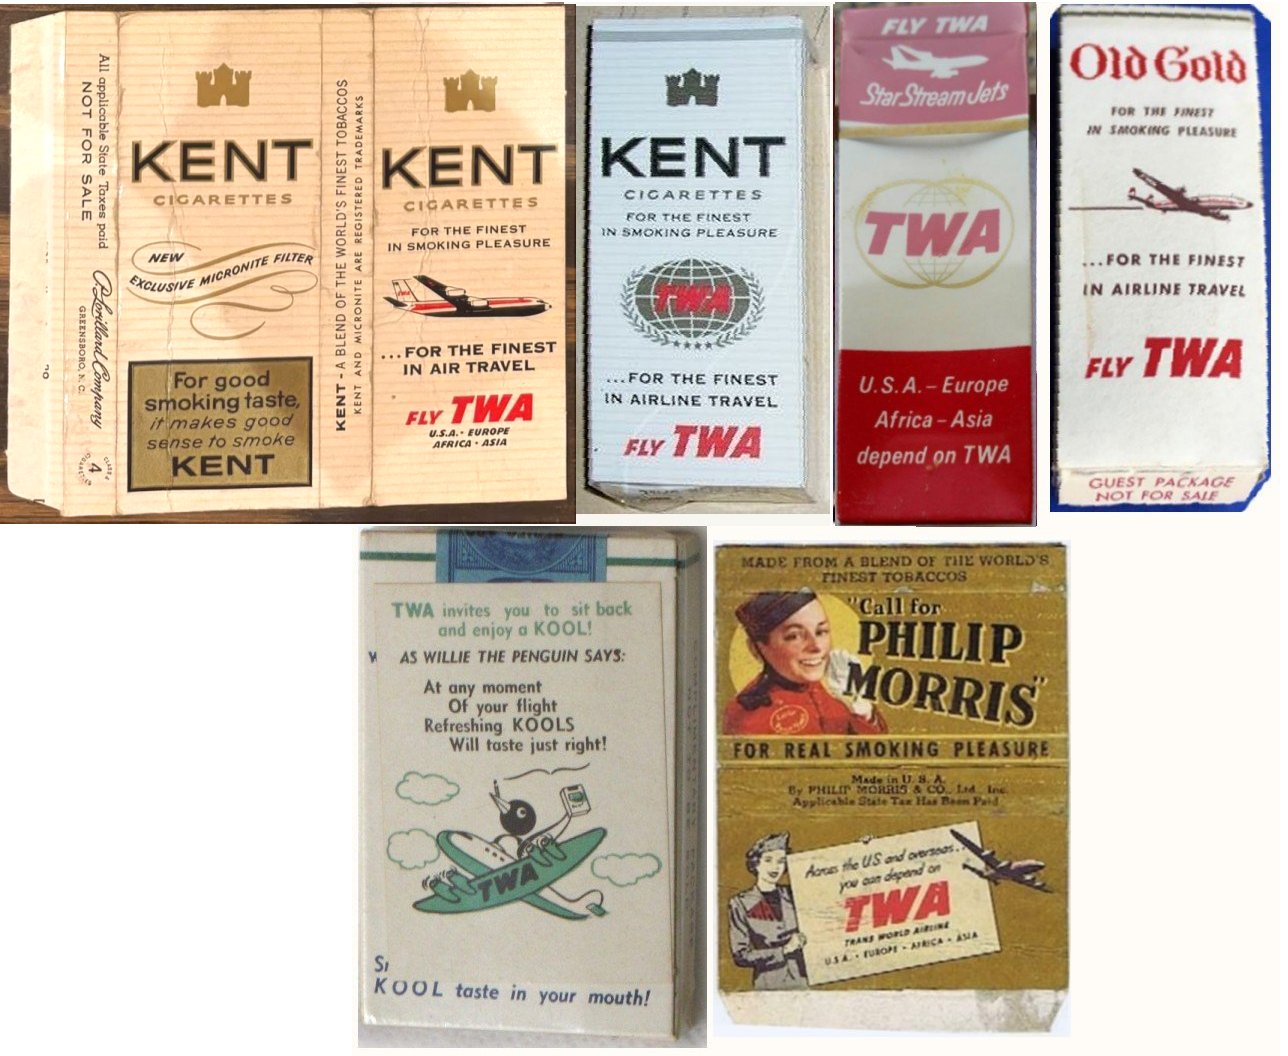 All applicable State Taxes paid
NOT FOR SALE
P. Lorillard Company
GREENSBORO, N. C.
4
KENT
CIGARETTES
NEW
EXCLUSIVE MICRONITE FILTER
For good
smoking taste,
it makes good
sense to smoke
KENT
KENT - A BLEND OF THE WORLD'S FINEST TOBACCOS
KENT AND MICRONITE ARE REGISTERED TRADEMARKS
KENT
CIGARETTES
FOR THE FINEST
IN SMOKING PLEASURE
TWA
...FOR THE FINEST
IN AIR TRAVEL
FLY TWA
U.S.A. • EUROPE
AFRICA • ASIA
KENT
CIGARETTES
FOR THE FINEST
IN SMOKING PLEASURE
TWA
...FOR THE FINEST
IN AIRLINE TRAVEL
FLY TWA
FLY TWA
StarStream Jets
TWA
U.S.A. – Europe
Africa – Asia
depend on TWA
Old Gold
FOR THE FINEST
IN SMOKING PLEASURE
...FOR THE FINEST
IN AIRLINE TRAVEL
FLY TWA
GUEST PACKAGE
NOT FOR SALE
TWA invites you to sit back
and enjoy a KOOL!
AS WILLIE THE PENGUIN SAYS:
At any moment
Of your flight
Refreshing KOOLS
Will taste just right!
TWA
KOOL taste in your mouth!
MADE FROM A BLEND OF THE WORLD'S
FINEST TOBACCOS
"Call for
PHILIP
MORRIS"
FOR REAL SMOKING PLEASURE
Made in U. S. A.
By PHILIP MORRIS & CO., Ltd., Inc.
Applicable State Tax Has Been Paid
Across the U.S and overseas...
you can depend on
TWA
TRANS WORLD AIRLINE
U.S.A. • EUROPE • AFRICA • ASIA